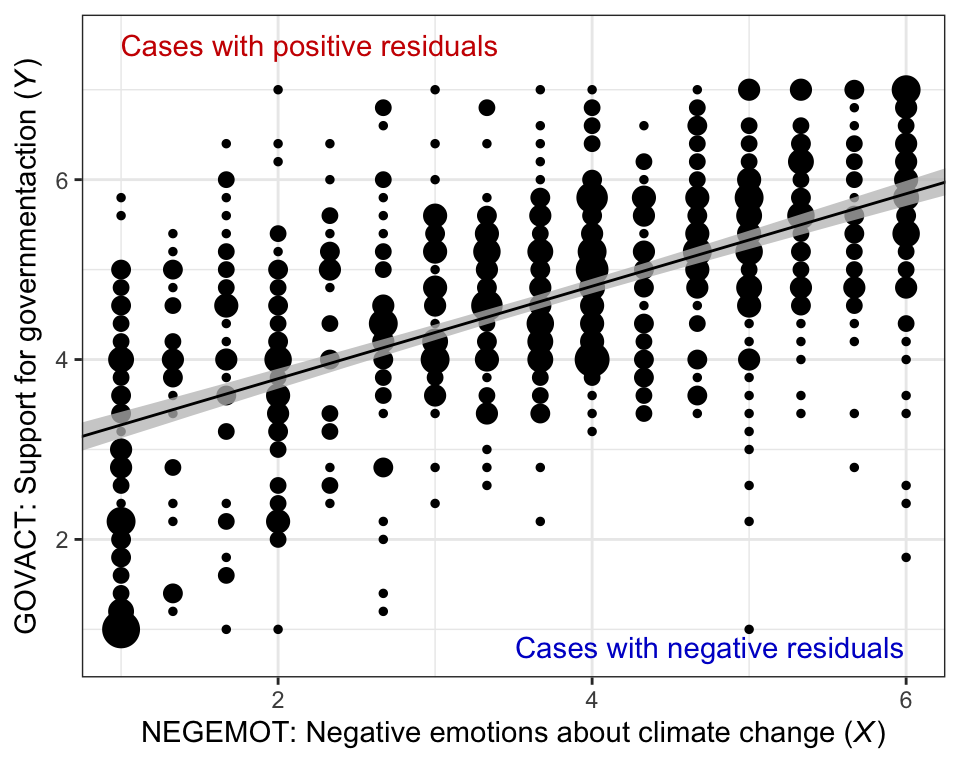 Cases with positive residuals
GOVACT: Support for governmentaction (Y)
6
4
2
Cases with negative residuals
2 4 6
NEGEMOT: Negative emotions about climate change (X)